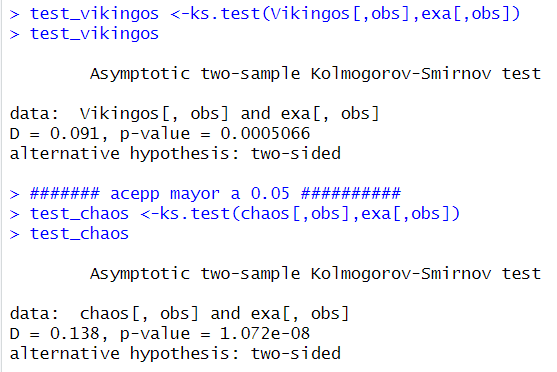 > test_vikingos <-ks.test(Vikingos[,obs],exa[,obs])
> test_vikingos
Asymptotic two-sample Kolmogorov-Smirnov test
data:  Vikingos[, obs] and exa[, obs]
D = 0.091, p-value = 0.0005066
alternative hypothesis: two-sided
> ####### acepp mayor a 0.05 ##########
> test_chaos <-ks.test(chaos[,obs],exa[,obs])
> test_chaos
Asymptotic two-sample Kolmogorov-Smirnov test
data:  chaos[, obs] and exa[, obs]
D = 0.138, p-value = 1.072e-08
alternative hypothesis: two-sided